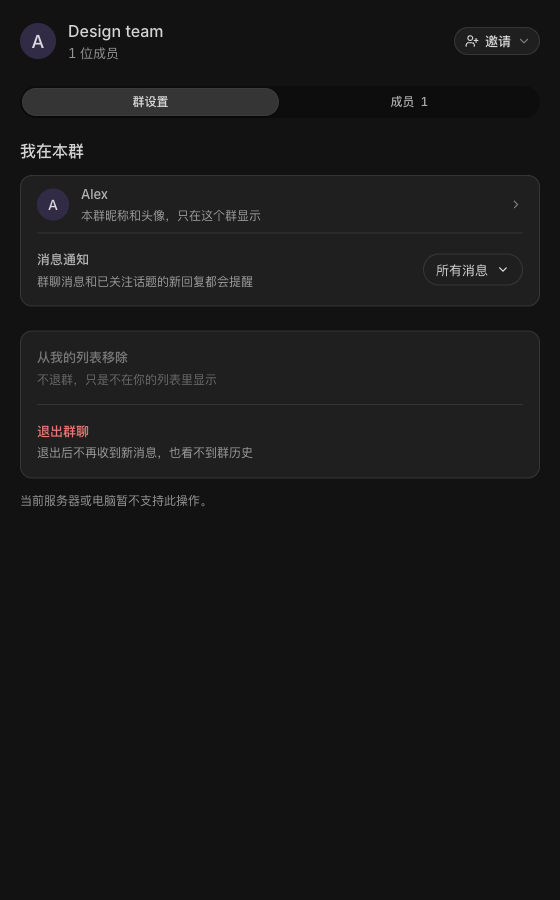 A
Design team
1 位成员
邀请
群设置
成员 1
我在本群
A
Alex
本群昵称和头像，只在这个群显示
消息通知
群聊消息和已关注话题的新回复都会提醒
所有消息
从我的列表移除
不退群，只是不在你的列表里显示
退出群聊
退出后不再收到新消息，也看不到群历史
当前服务器或电脑暂不支持此操作。